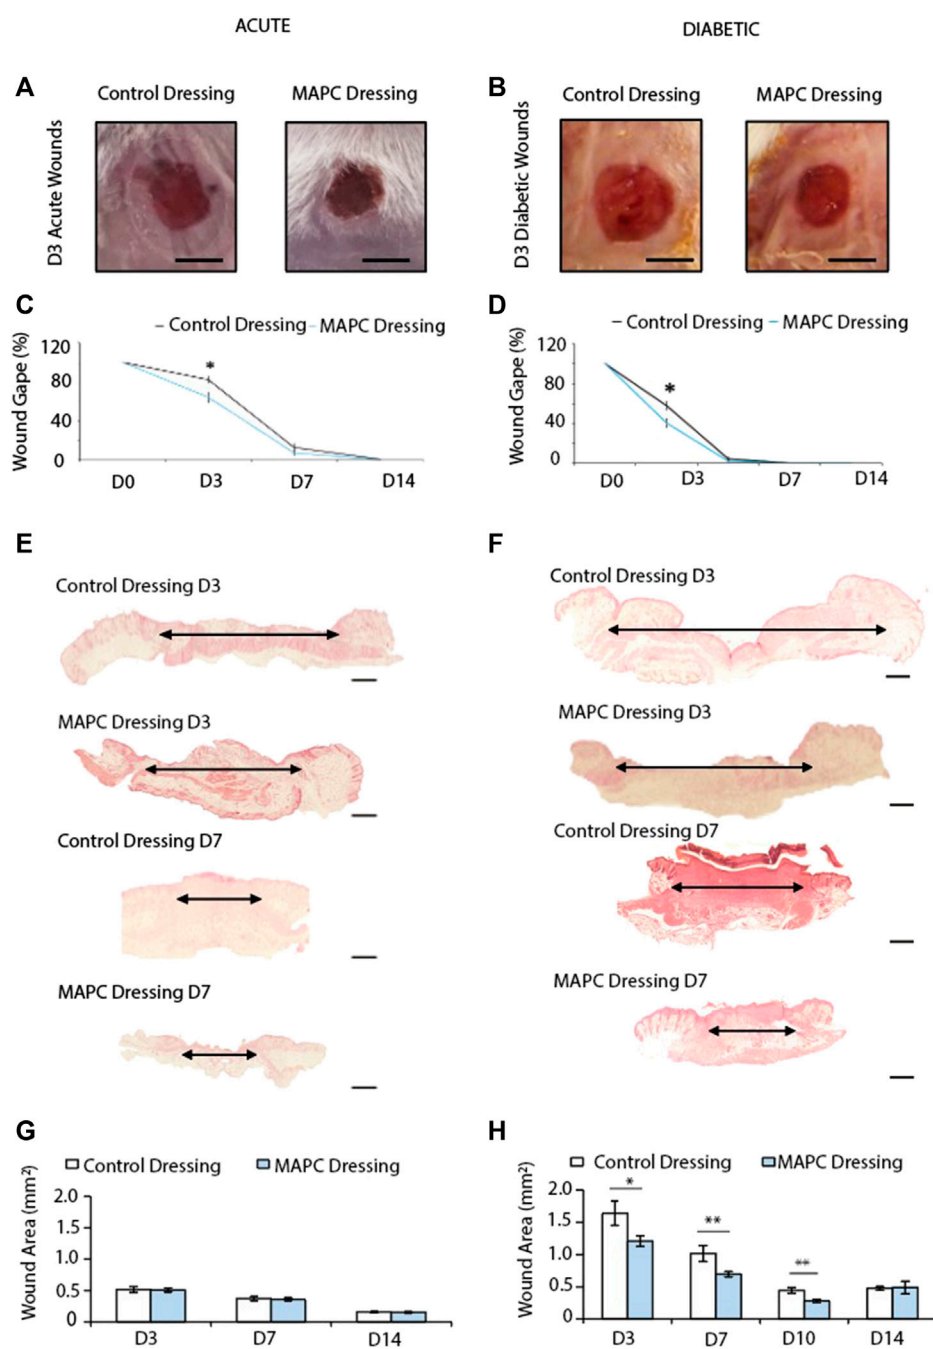 ACUTE DIABETIC
A B
Control Dressing MAPC Dressing Control Dressing MAPC Dressing
D3 Acute Wounds
D3 Diabetic Wounds
C D
Control Dressing MAPC Dressing
Wound Gape (%)
120
80
40
0
*
D0 D3 D7 D14
Control Dressing MAPC Dressing
Wound Gape (%)
120
80
40
0
*
D0 D3 D7 D14
E F
Control Dressing D3
MAPC Dressing D3
Control Dressing D7
MAPC Dressing D7
Control Dressing D3
MAPC Dressing D3
Control Dressing D7
MAPC Dressing D7
G H
Control Dressing MAPC Dressing
Wound Area (mm²)
2.0
1.5
1.0
0.5
0
D3 D7 D14
Control Dressing MAPC Dressing
Wound Area (mm²)
2.0
1.5
1.0
0.5
0
*
**
**
D3 D7 D10 D14